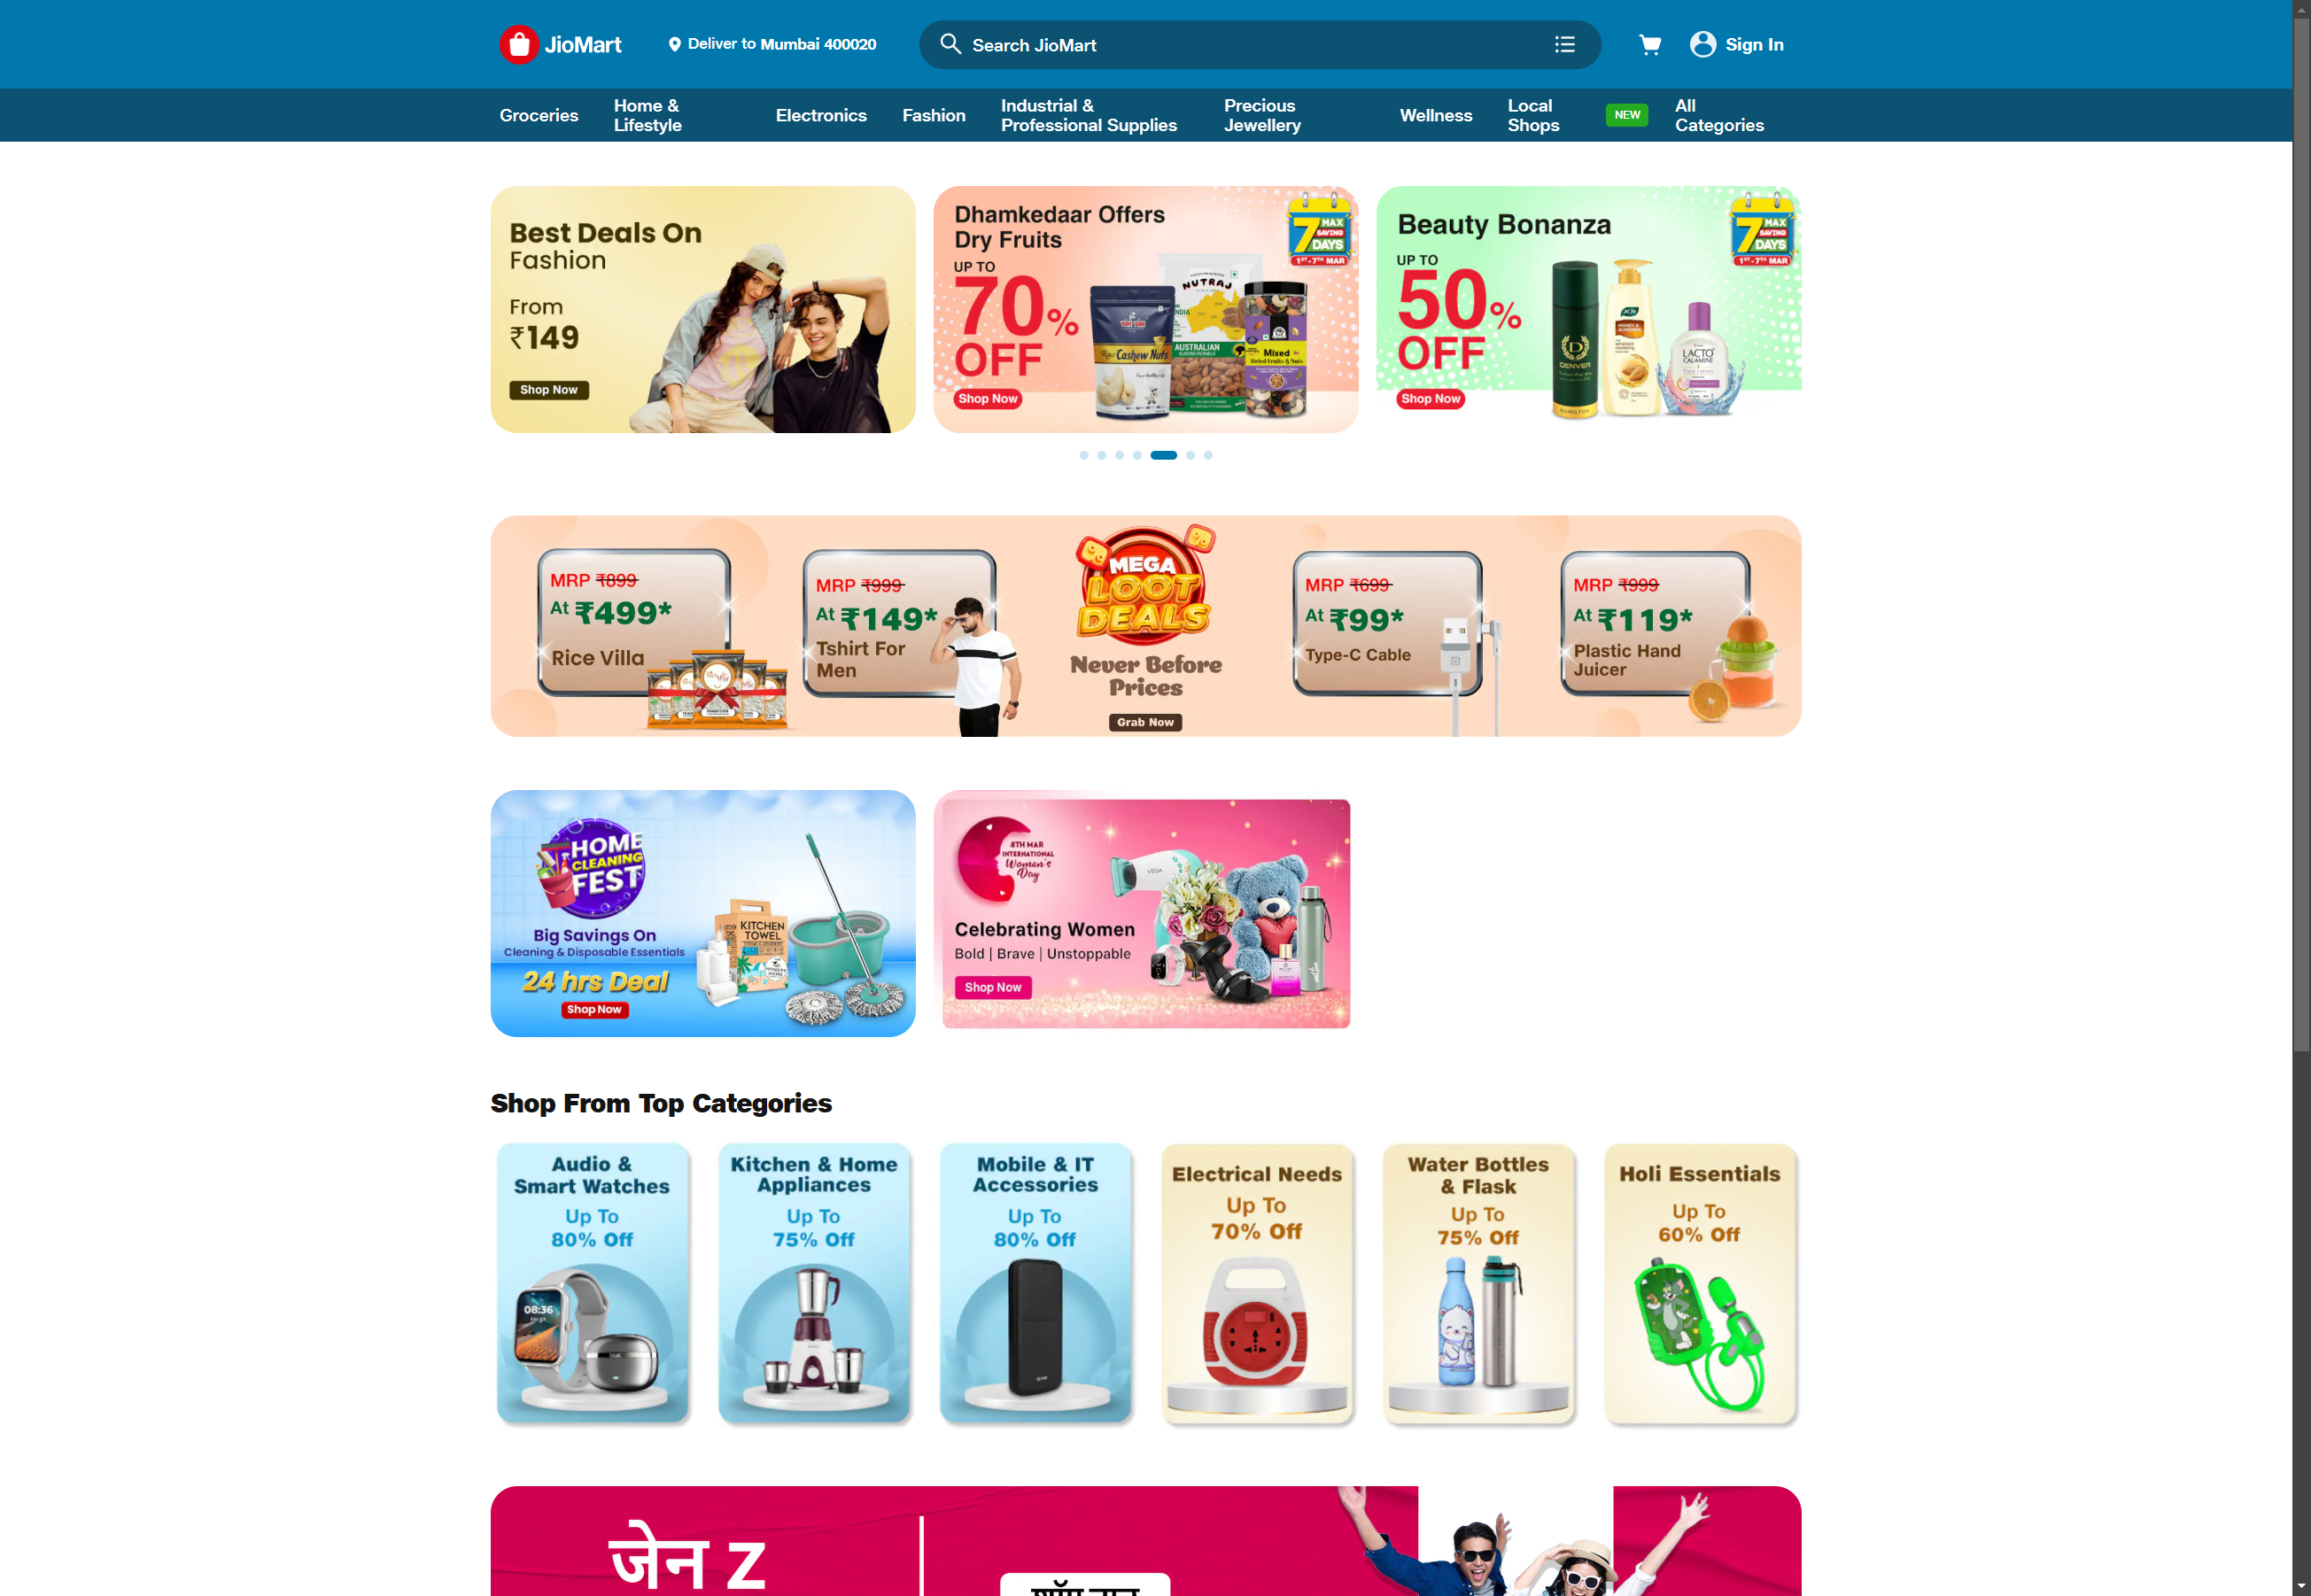 JioMart
Deliver to Mumbai 400020
Search JioMart
Sign In
Groceries
Home &
Lifestyle
Electronics
Fashion
Industrial &
Professional Supplies
Precious
Jewellery
Wellness
Local
Shops
NEW
All
Categories
Best Deals On
Fashion
From
₹149
Shop Now
Dhamkedaar Offers
Dry Fruits
UP TO
70%
OFF
Shop Now
7 MAX
SAVING
DAYS
1ST-7TH MAR
NUTRAJ
Raw Cashew Nuts
AUSTRALIAN
Mixed
Dried Fruits & Nuts
Beauty Bonanza
UP TO
50%
OFF
Shop Now
7 MAX
SAVING
DAYS
1ST-7TH MAR
D
DENVER
HAMILTON
JOY
HONEY &
ALMONDS
LACTO
CALAMINE
MRP ₹899
At ₹499*
Rice Villa
MRP ₹999
At ₹149*
Tshirt For
Men
MEGA
LOOT
DEALS
Never Before
Prices
Grab Now
MRP ₹699
At ₹99*
Type-C Cable
MRP ₹999
At ₹119*
Plastic Hand
Juicer
HOME
CLEANING
FEST
Big Savings On
Cleaning & Disposable Essentials
24 hrs Deal
Shop Now
KITCHEN
TOWEL
8TH MAR
INTERNATIONAL
Women's
Day
Celebrating Women
Bold | Brave | Unstoppable
Shop Now
VEGA
Shop From Top Categories
Audio &
Smart Watches
Up To
80% Off
08:36
Kitchen & Home
Appliances
Up To
75% Off
Mobile & IT
Accessories
Up To
80% Off
Electrical Needs
Up To
70% Off
Water Bottles
& Flask
Up To
75% Off
Holi Essentials
Up To
60% Off
जेन Z